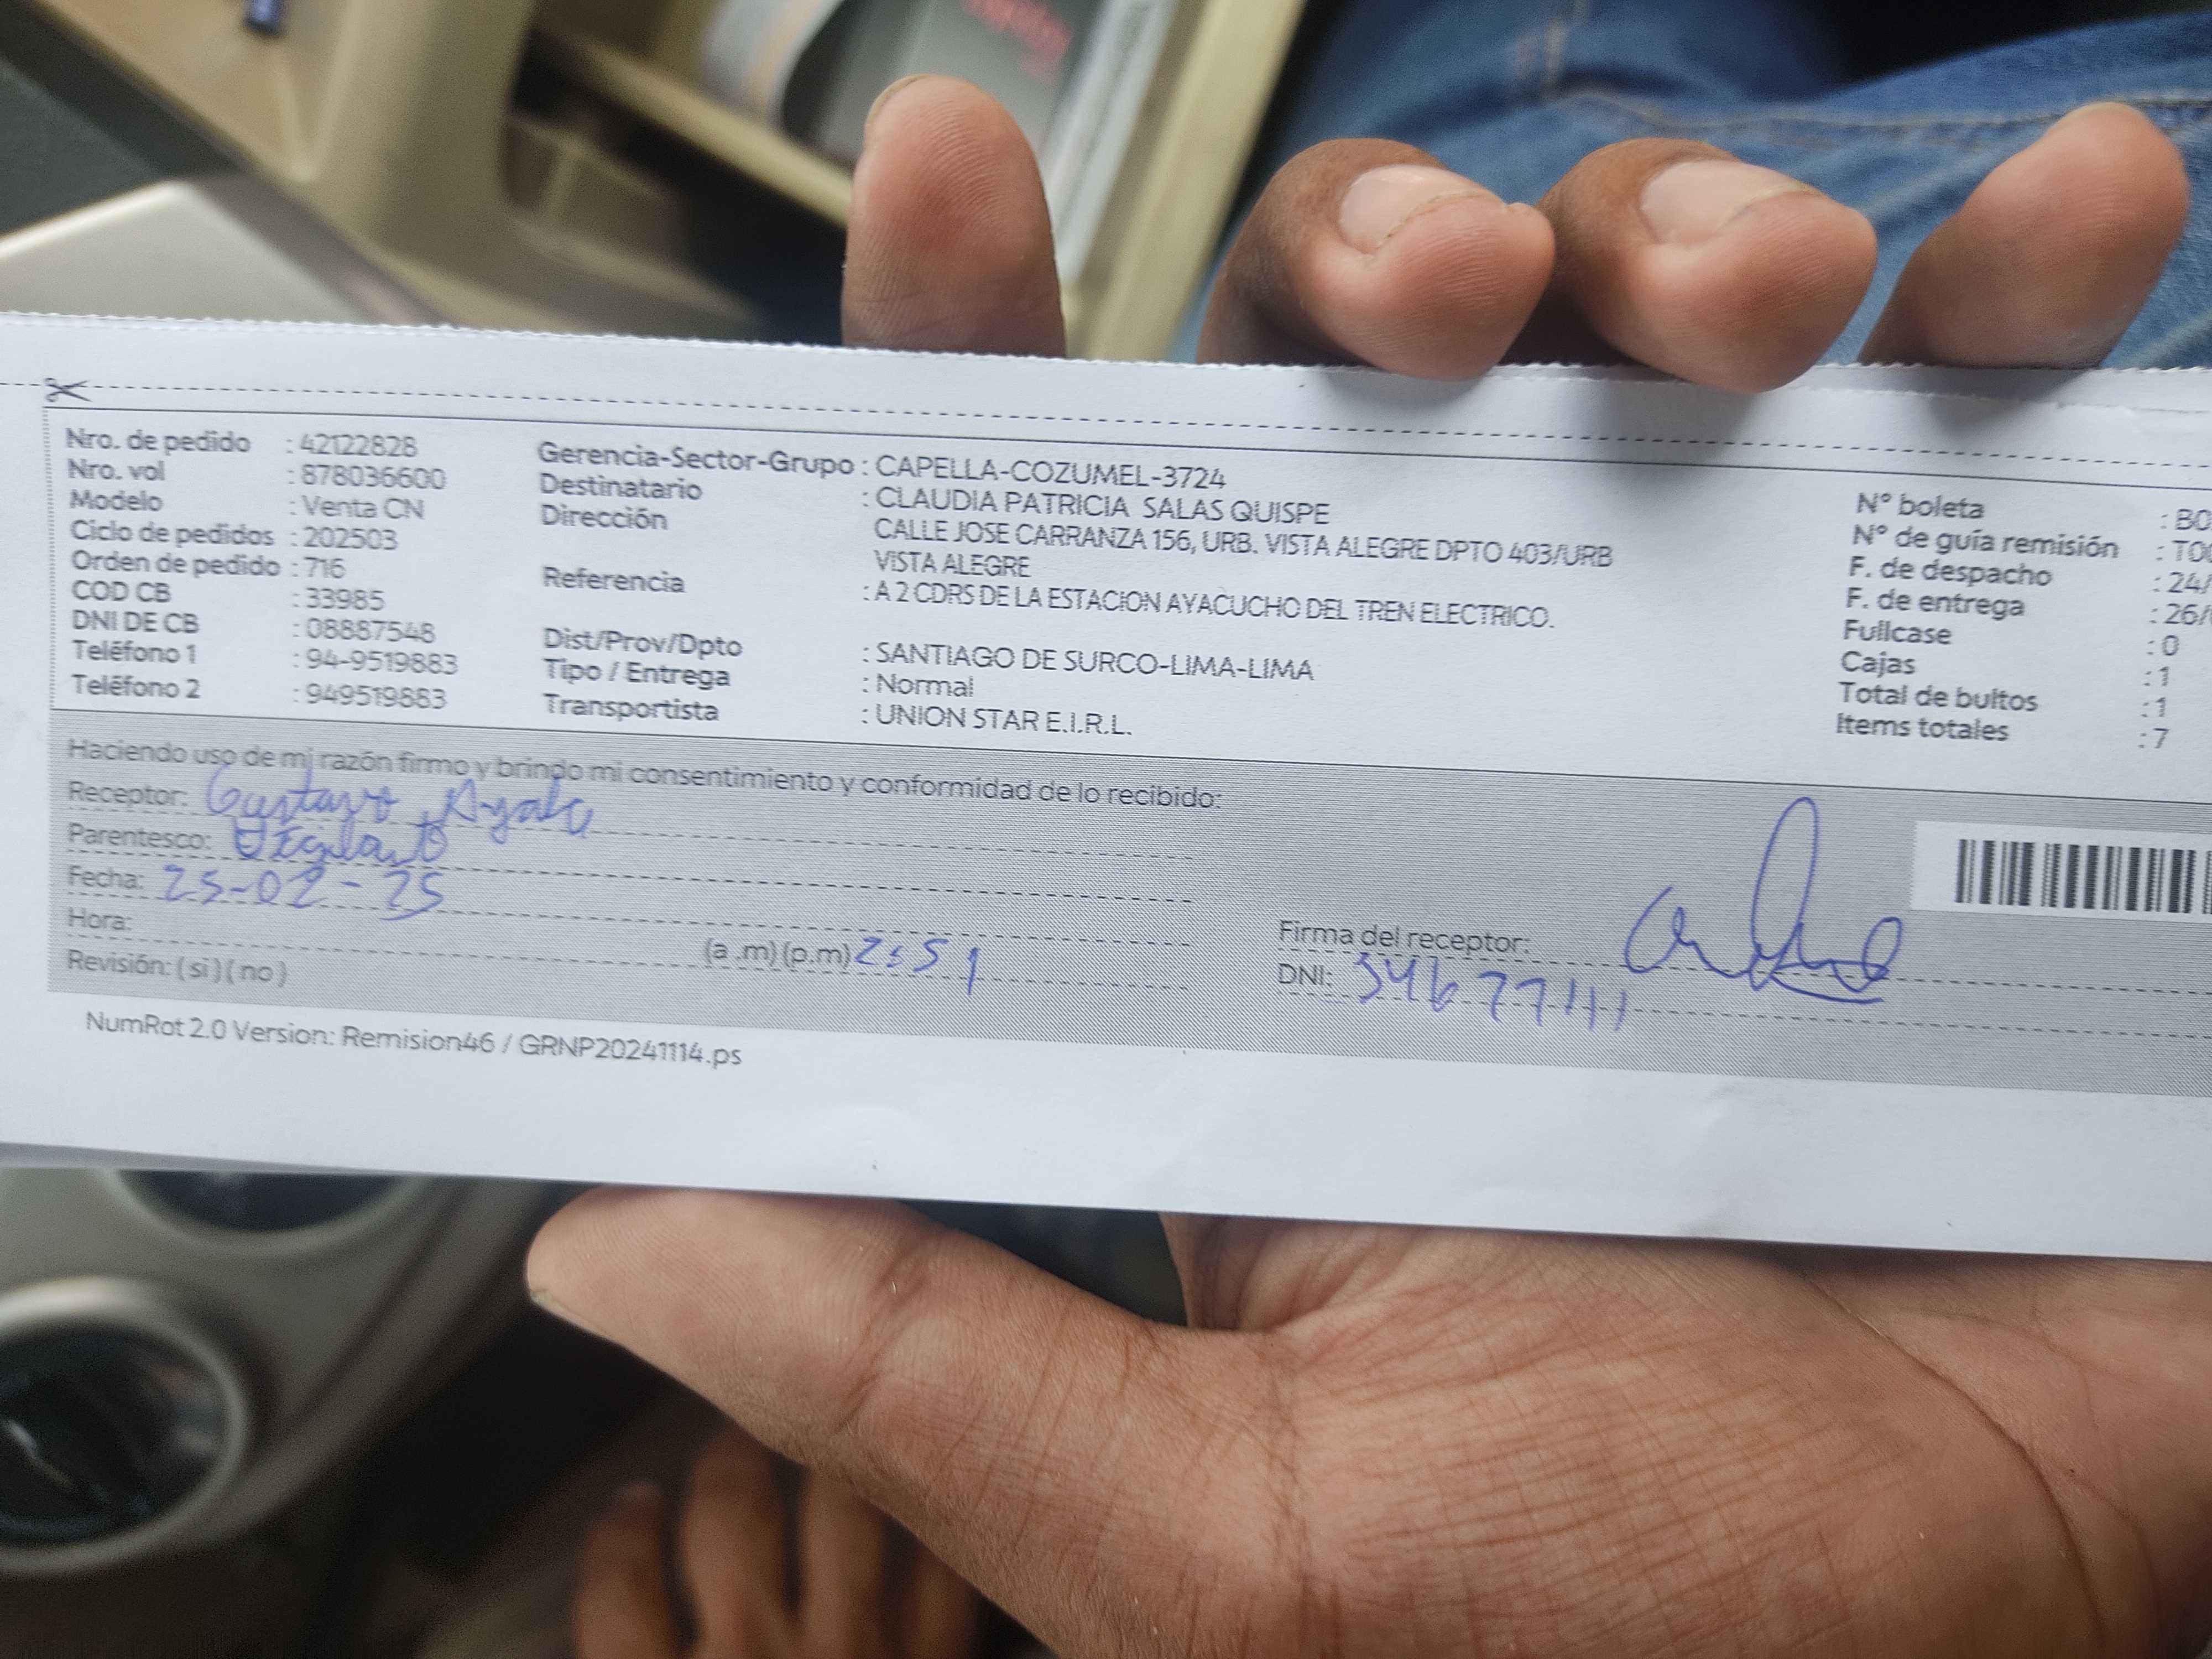 Nro. de pedido : 42122828
Nro. vol : 878036600
Modelo : Venta CN
Ciclo de pedidos : 202503
Orden de pedido : 716
COD CB : 33985
DNI DE CB : 08887548
Teléfono 1 : 94-9519883
Teléfono 2 : 949519883
Gerencia-Sector-Grupo : CAPELLA-COZUMEL-3724
Destinatario : CLAUDIA PATRICIA SALAS QUISPE
Dirección CALLE JOSE CARRANZA 156, URB. VISTA ALEGRE DPTO 403/URB
VISTA ALEGRE
Referencia : A 2 CDRS DE LA ESTACION AYACUCHO DEL TREN ELECTRICO.
Dist/Prov/Dpto : SANTIAGO DE SURCO-LIMA-LIMA
Tipo / Entrega : Normal
Transportista : UNION STAR E.I.R.L.
N° boleta : B0
N° de guía remisión : T00
F. de despacho : 24/
F. de entrega : 26/
Fullcase : 0
Cajas : 1
Total de bultos : 1
Items totales : 7
Haciendo uso de mi razón firmo y brindo mi consentimiento y conformidad de lo recibido:
Receptor: Gustavo Ayala
Parentesco: Vigilante
Fecha: 25-02-25
Hora: (a .m) (p.m) 2:51
Revisión: ( si ) ( no )
Firma del receptor:
DNI:
NumRot 2.0 Version: Remision46 / GRNP20241114.ps